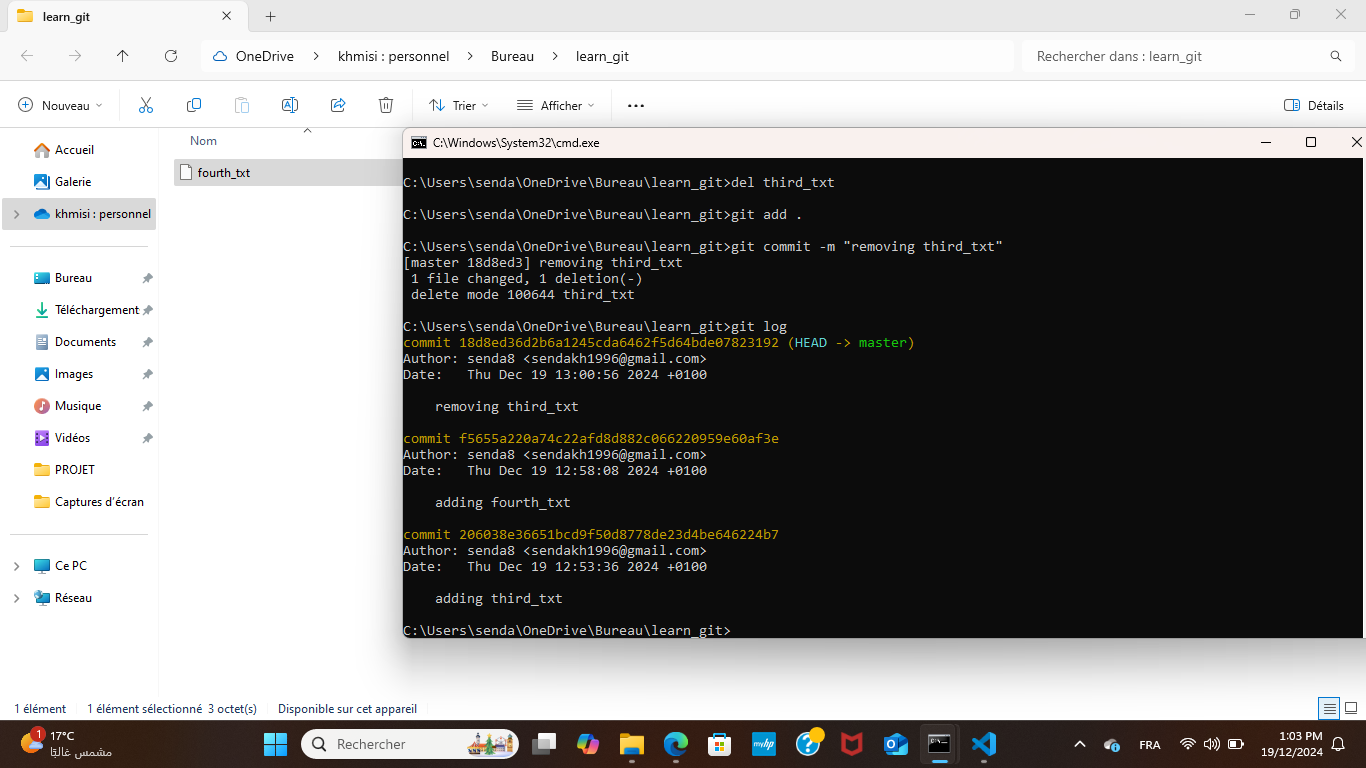 learn_git
OneDrive > khmisi : personnel > Bureau > learn_git
Rechercher dans : learn_git
Nouveau
Trier
Afficher
Détails
Accueil
Galerie
khmisi : personnel
Bureau
Téléchargement
Documents
Images
Musique
Vidéos
PROJET
Captures d'écran
Ce PC
Réseau
Nom
fourth_txt
C:\Windows\System32\cmd.exe
C:\Users\senda\OneDrive\Bureau\learn_git>del third_txt
C:\Users\senda\OneDrive\Bureau\learn_git>git add .
C:\Users\senda\OneDrive\Bureau\learn_git>git commit -m "removing third_txt"
[master 18d8ed3] removing third_txt
1 file changed, 1 deletion(-)
delete mode 100644 third_txt
C:\Users\senda\OneDrive\Bureau\learn_git>git log
commit 18d8ed36d2b6a1245cda6462f5d64bde07823192 (HEAD -> master)
Author: senda8 <sendakh1996@gmail.com>
Date:   Thu Dec 19 13:00:56 2024 +0100
removing third_txt
commit f5655a220a74c22afd8d882c066220959e60af3e
Author: senda8 <sendakh1996@gmail.com>
Date:   Thu Dec 19 12:58:08 2024 +0100
adding fourth_txt
commit 206038e36651bcd9f50d8778de23d4be646224b7
Author: senda8 <sendakh1996@gmail.com>
Date:   Thu Dec 19 12:53:36 2024 +0100
adding third_txt
C:\Users\senda\OneDrive\Bureau\learn_git>
1 élément
1 élément sélectionné 3 octet(s)
Disponible sur cet appareil
1
17°C
مشمس غالبًا
Rechercher
myhp
FRA
1:03 PM
19/12/2024